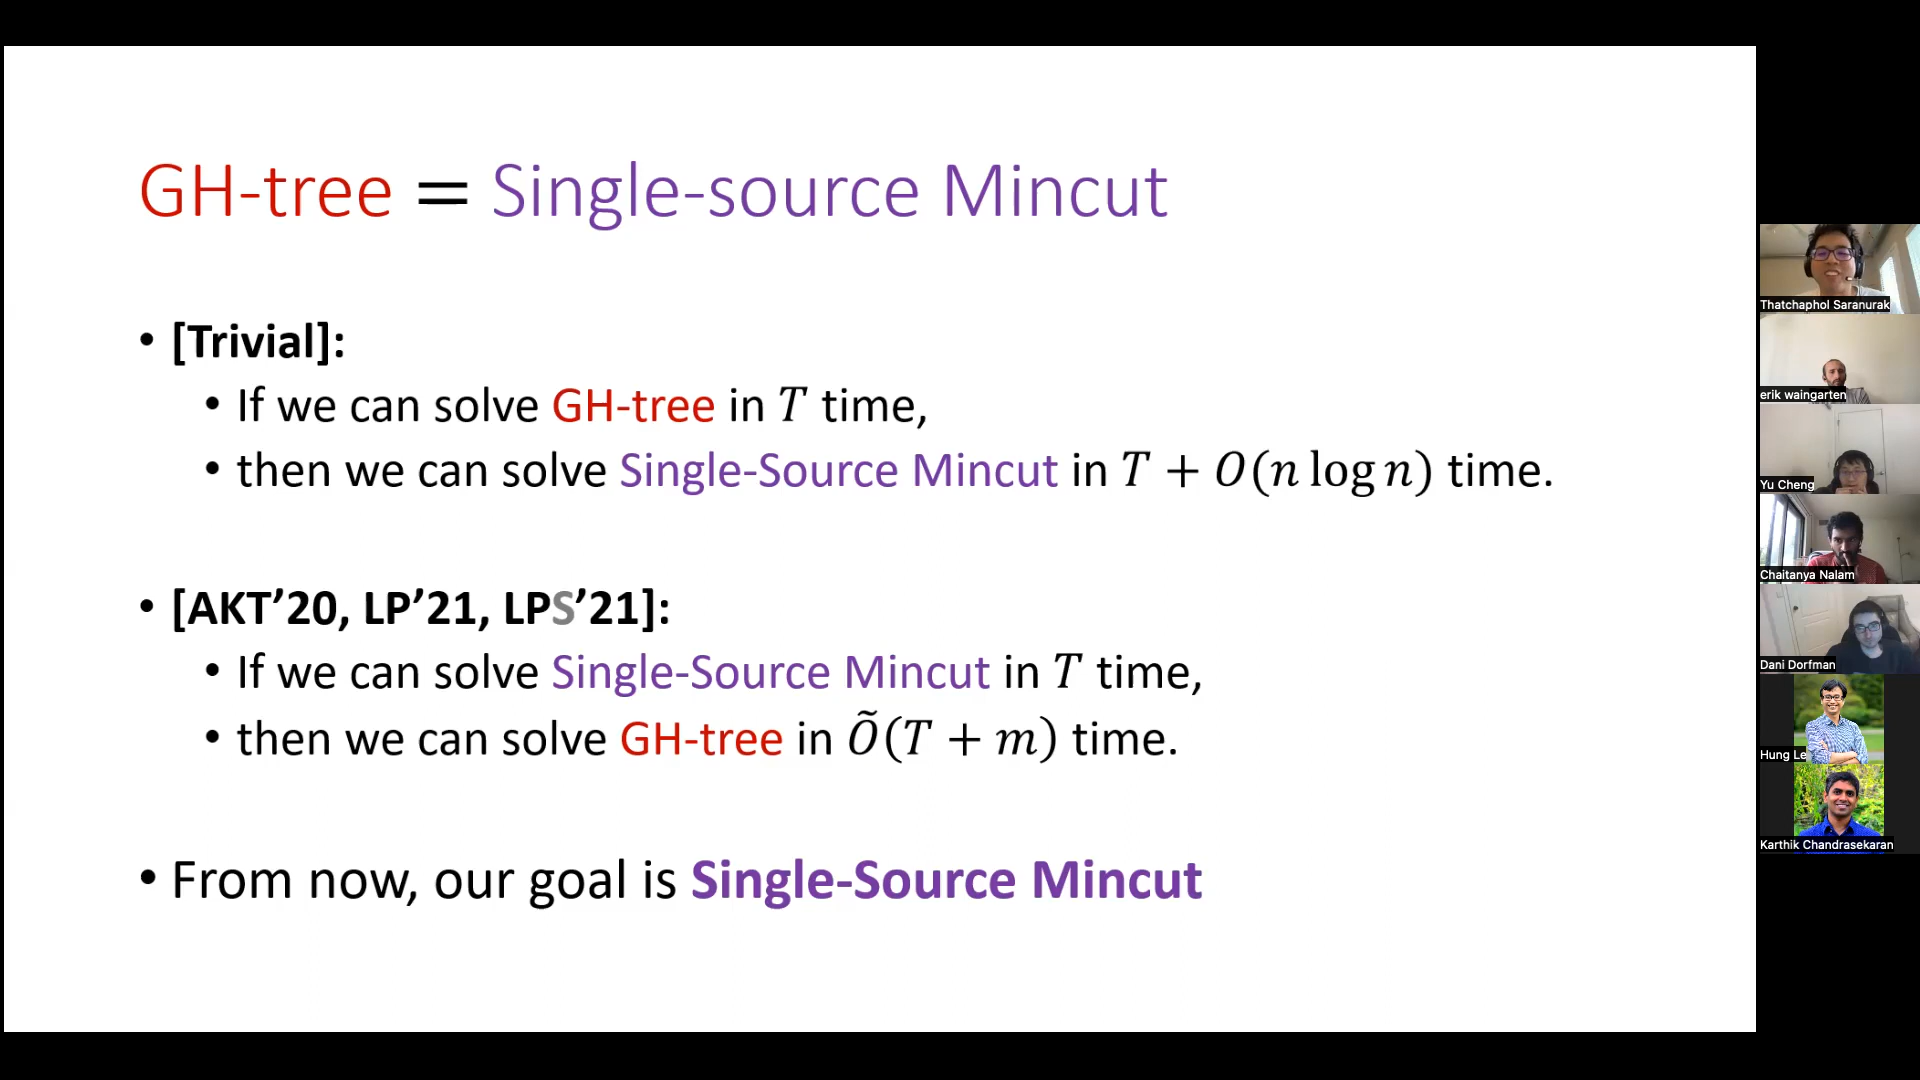 GH-tree = Single-source Mincut
• [Trivial]:
• If we can solve GH-tree in T time,
• then we can solve Single-Source Mincut in T + O(n log n) time.
• [AKT’20, LP’21, LPS’21]:
• If we can solve Single-Source Mincut in T time,
• then we can solve GH-tree in Õ(T + m) time.
• From now, our goal is Single-Source Mincut
Thatchaphol Saranurak
erik waingarten
Yu Cheng
Chaitanya Nalam
Dani Dorfman
Hung Le
Karthik Chandrasekaran